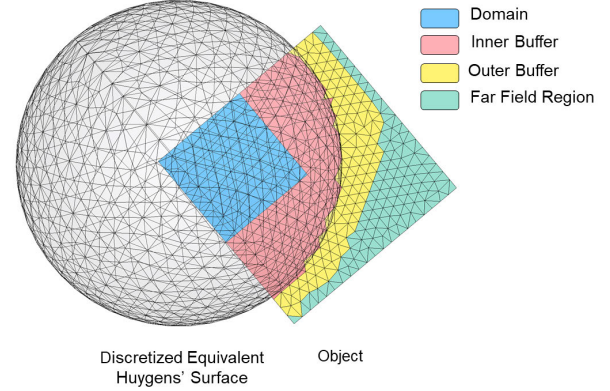 Domain
Inner Buffer
Outer Buffer
Far Field Region
Discretized Equivalent
Huygens' Surface
Object